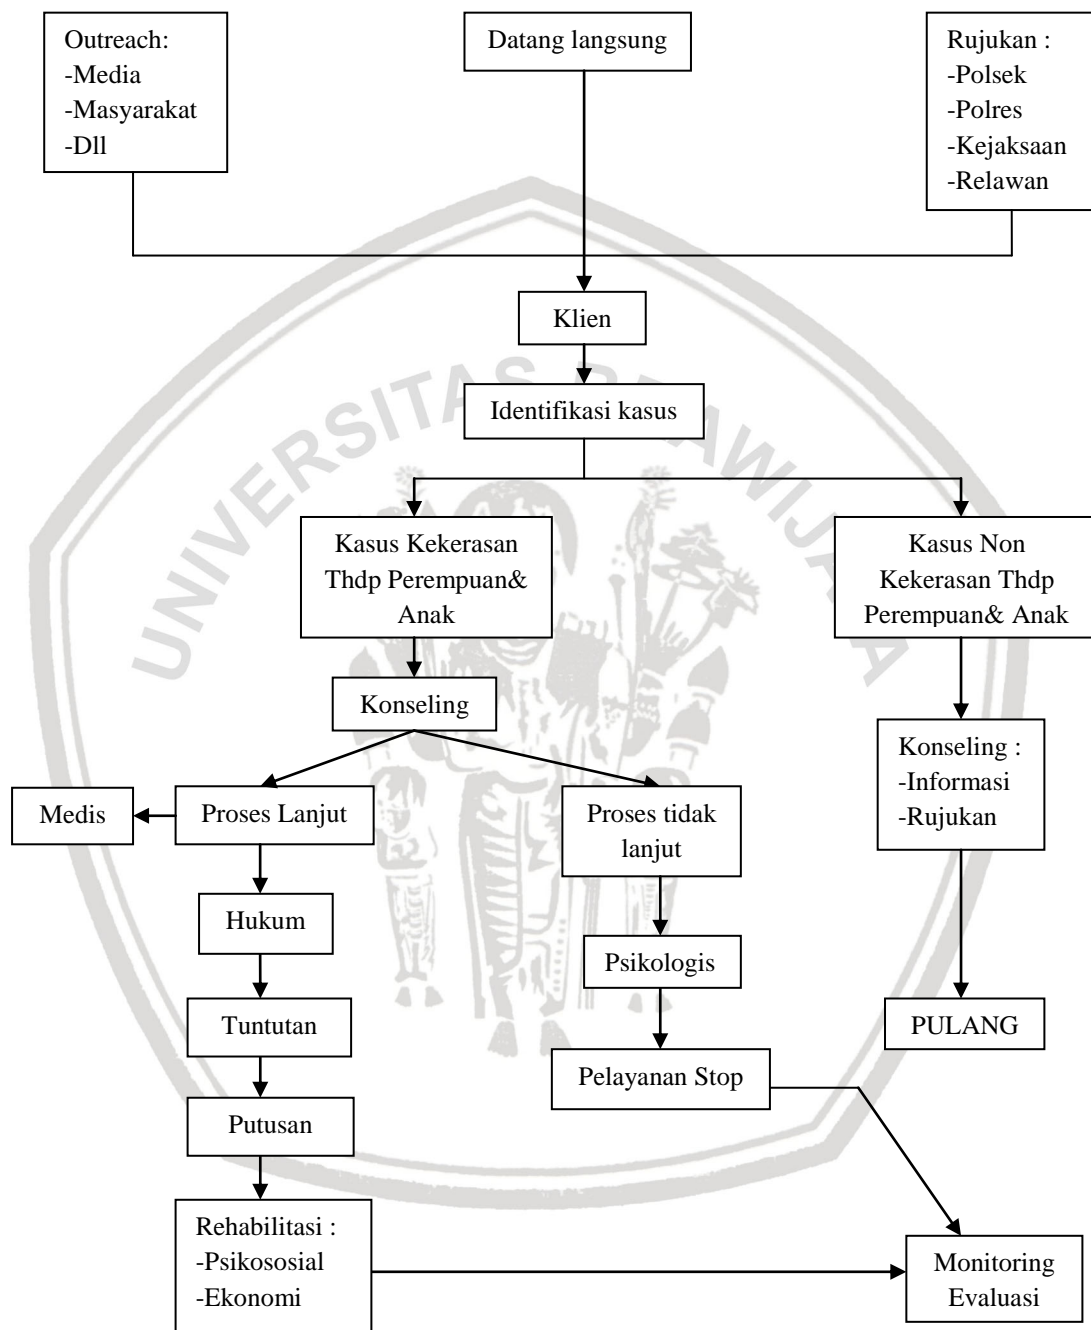 Outreach:
-Media
-Masyarakat
-Dll
Datang langsung
Rujukan :
-Polsek
-Polres
-Kejaksaan
-Relawan
Klien
Identifikasi kasus
UNIVERSITAS BRAWIJAYA
Kasus Kekerasan
Thdp Perempuan&
Anak
Kasus Non
Kekerasan Thdp
Perempuan& Anak
Konseling
Konseling :
-Informasi
-Rujukan
Medis
Proses Lanjut
Proses tidak
lanjut
Hukum
Psikologis
Tuntutan
PULANG
Pelayanan Stop
Putusan
Rehabilitasi :
-Psikososial
-Ekonomi
Monitoring
Evaluasi